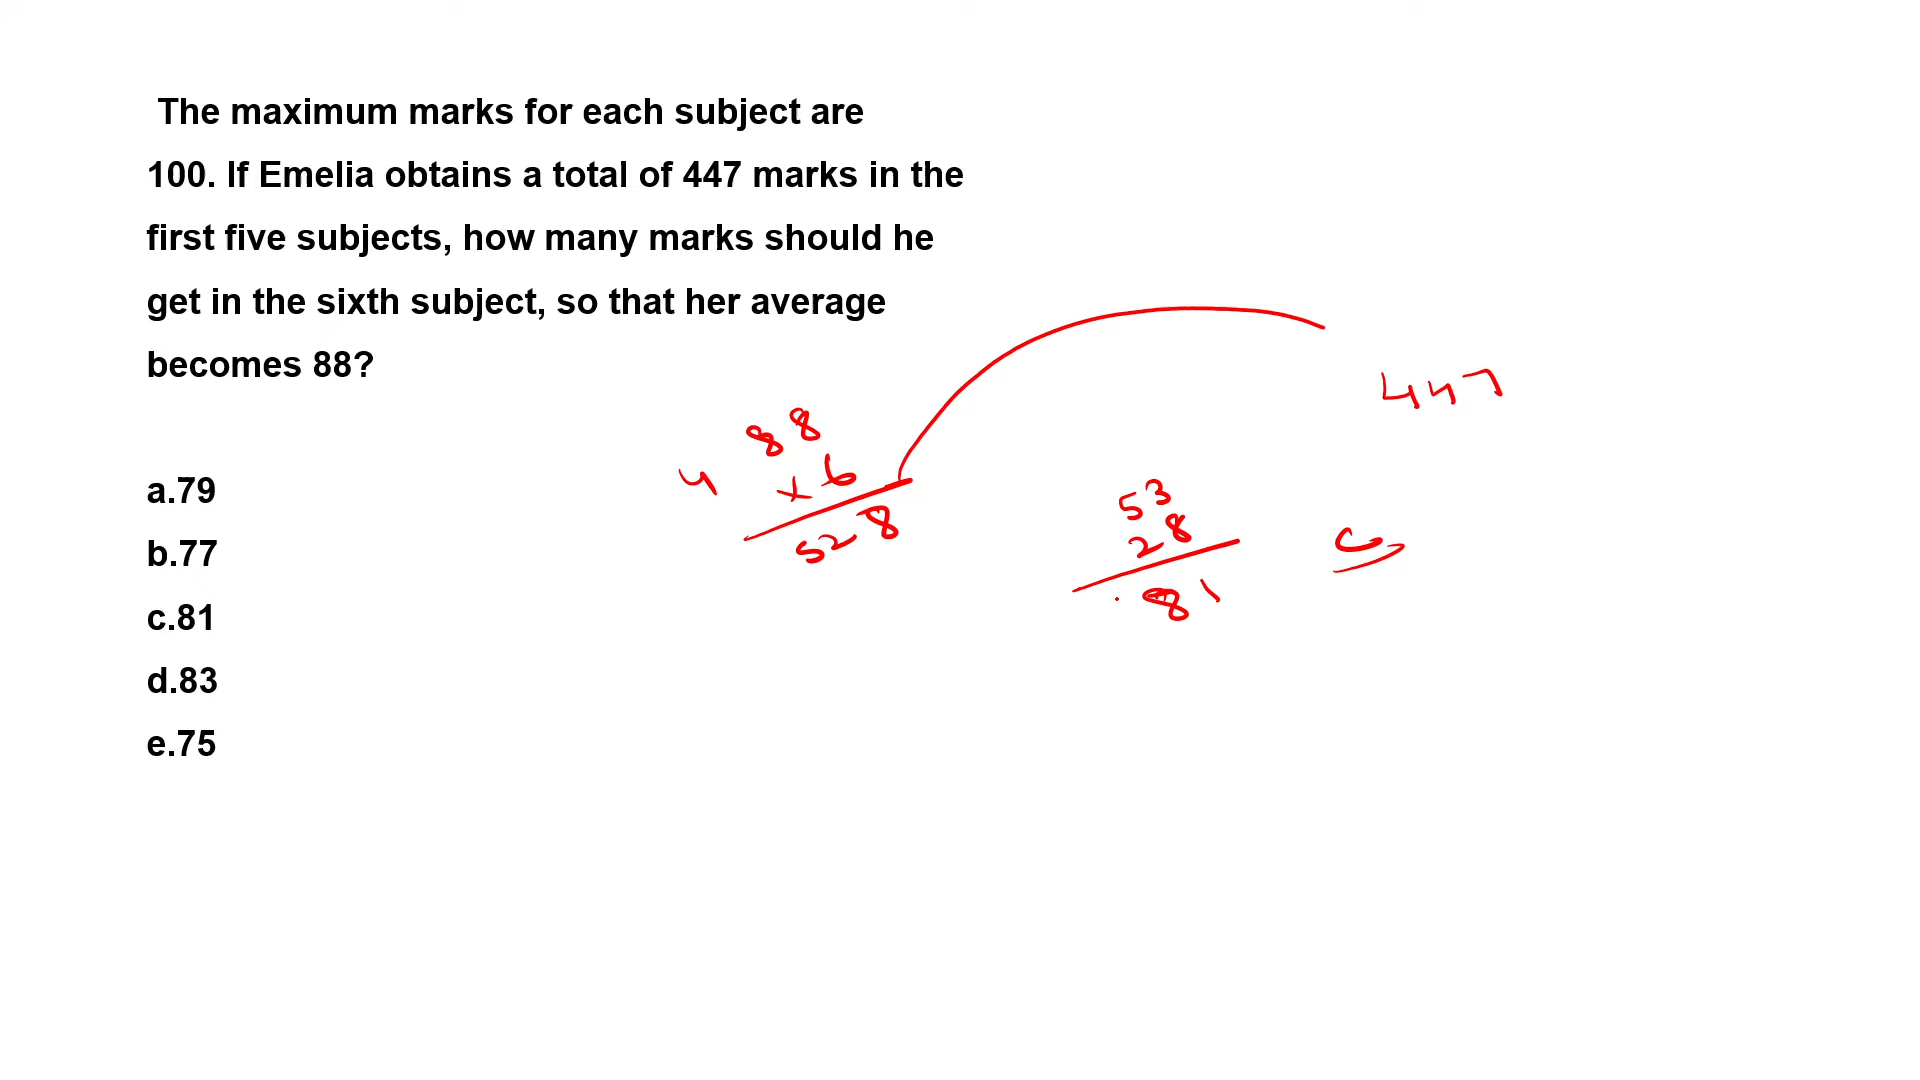 The maximum marks for each subject are
100. If Emelia obtains a total of 447 marks in the
first five subjects, how many marks should he
get in the sixth subject, so that her average
becomes 88?
447
88
4
×6
528
53
28
81
C
a.79
b.77
c.81
d.83
e.75